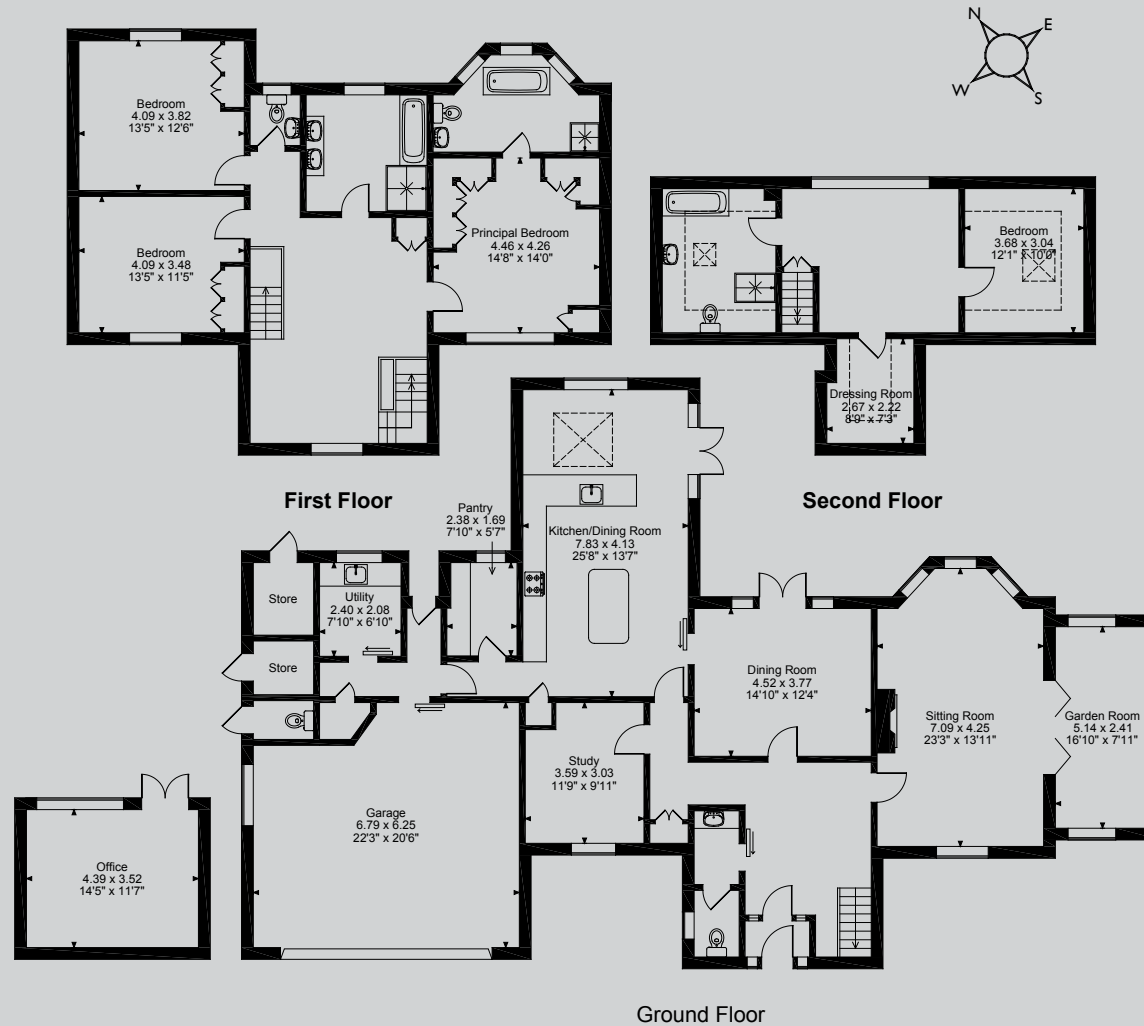 N
E
W
S
Bedroom
4.09 x 3.82
13'5" x 12'6"
Bedroom
4.09 x 3.48
13'5" x 11'5"
Principal Bedroom
4.46 x 4.26
14'8" x 14'0"
First Floor
Bedroom
3.68 x 3.04
12'1" x 10'0"
Dressing Room
2.67 x 2.22
8'9" x 7'3"
Second Floor
Pantry
2.38 x 1.69
7'10" x 5'7"
Kitchen/Dining Room
7.83 x 4.13
25'8" x 13'7"
Store
Utility
2.40 x 2.08
7'10" x 6'10"
Store
Dining Room
4.52 x 3.77
14'10" x 12'4"
Sitting Room
7.09 x 4.25
23'3" x 13'11"
Garden Room
5.14 x 2.41
16'10" x 7'11"
Study
3.59 x 3.03
11'9" x 9'11"
Garage
6.79 x 6.25
22'3" x 20'6"
Office
4.39 x 3.52
14'5" x 11'7"
Ground Floor